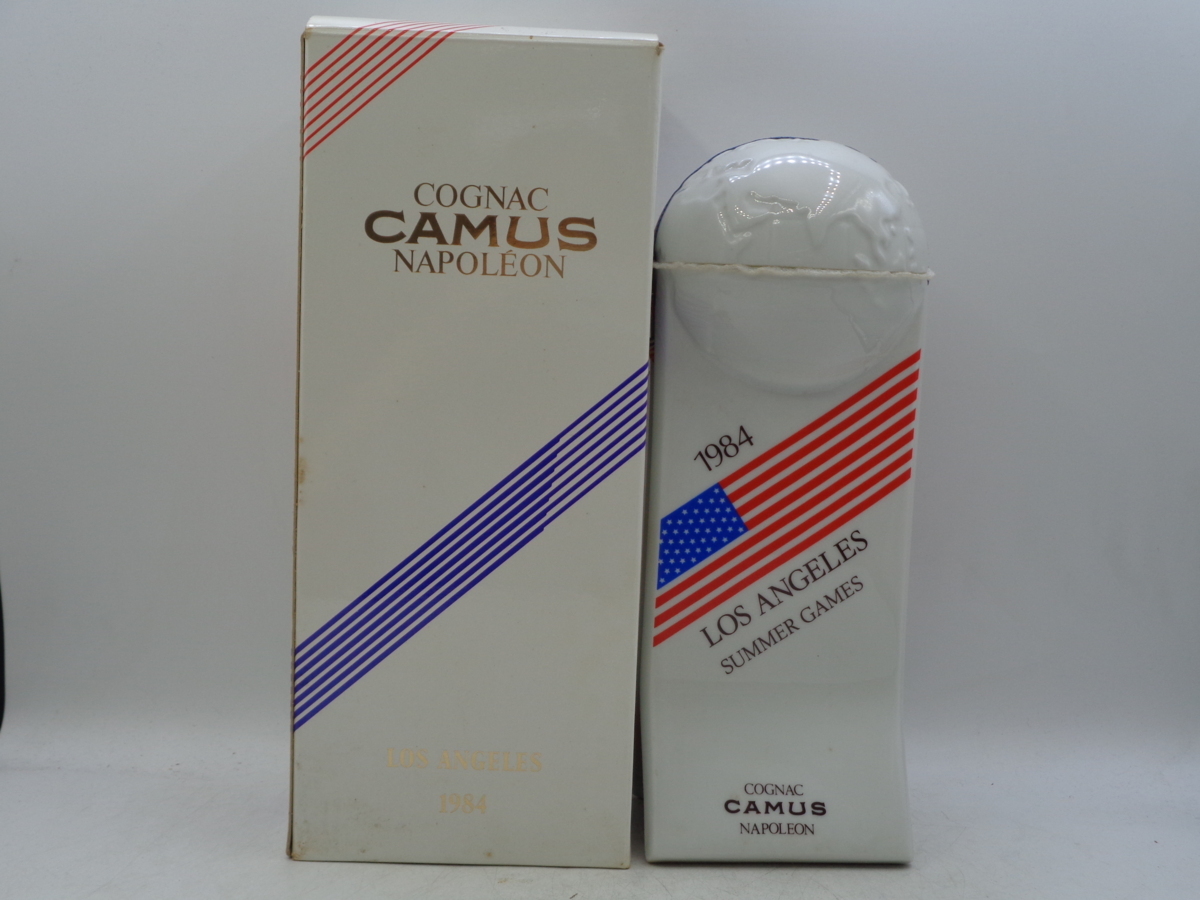 COGNAC
CAMUS
NAPOLÉON
LOS ANGELES
1984
1984
LOS ANGELES
SUMMER GAMES
COGNAC
CAMUS
NAPOLEON